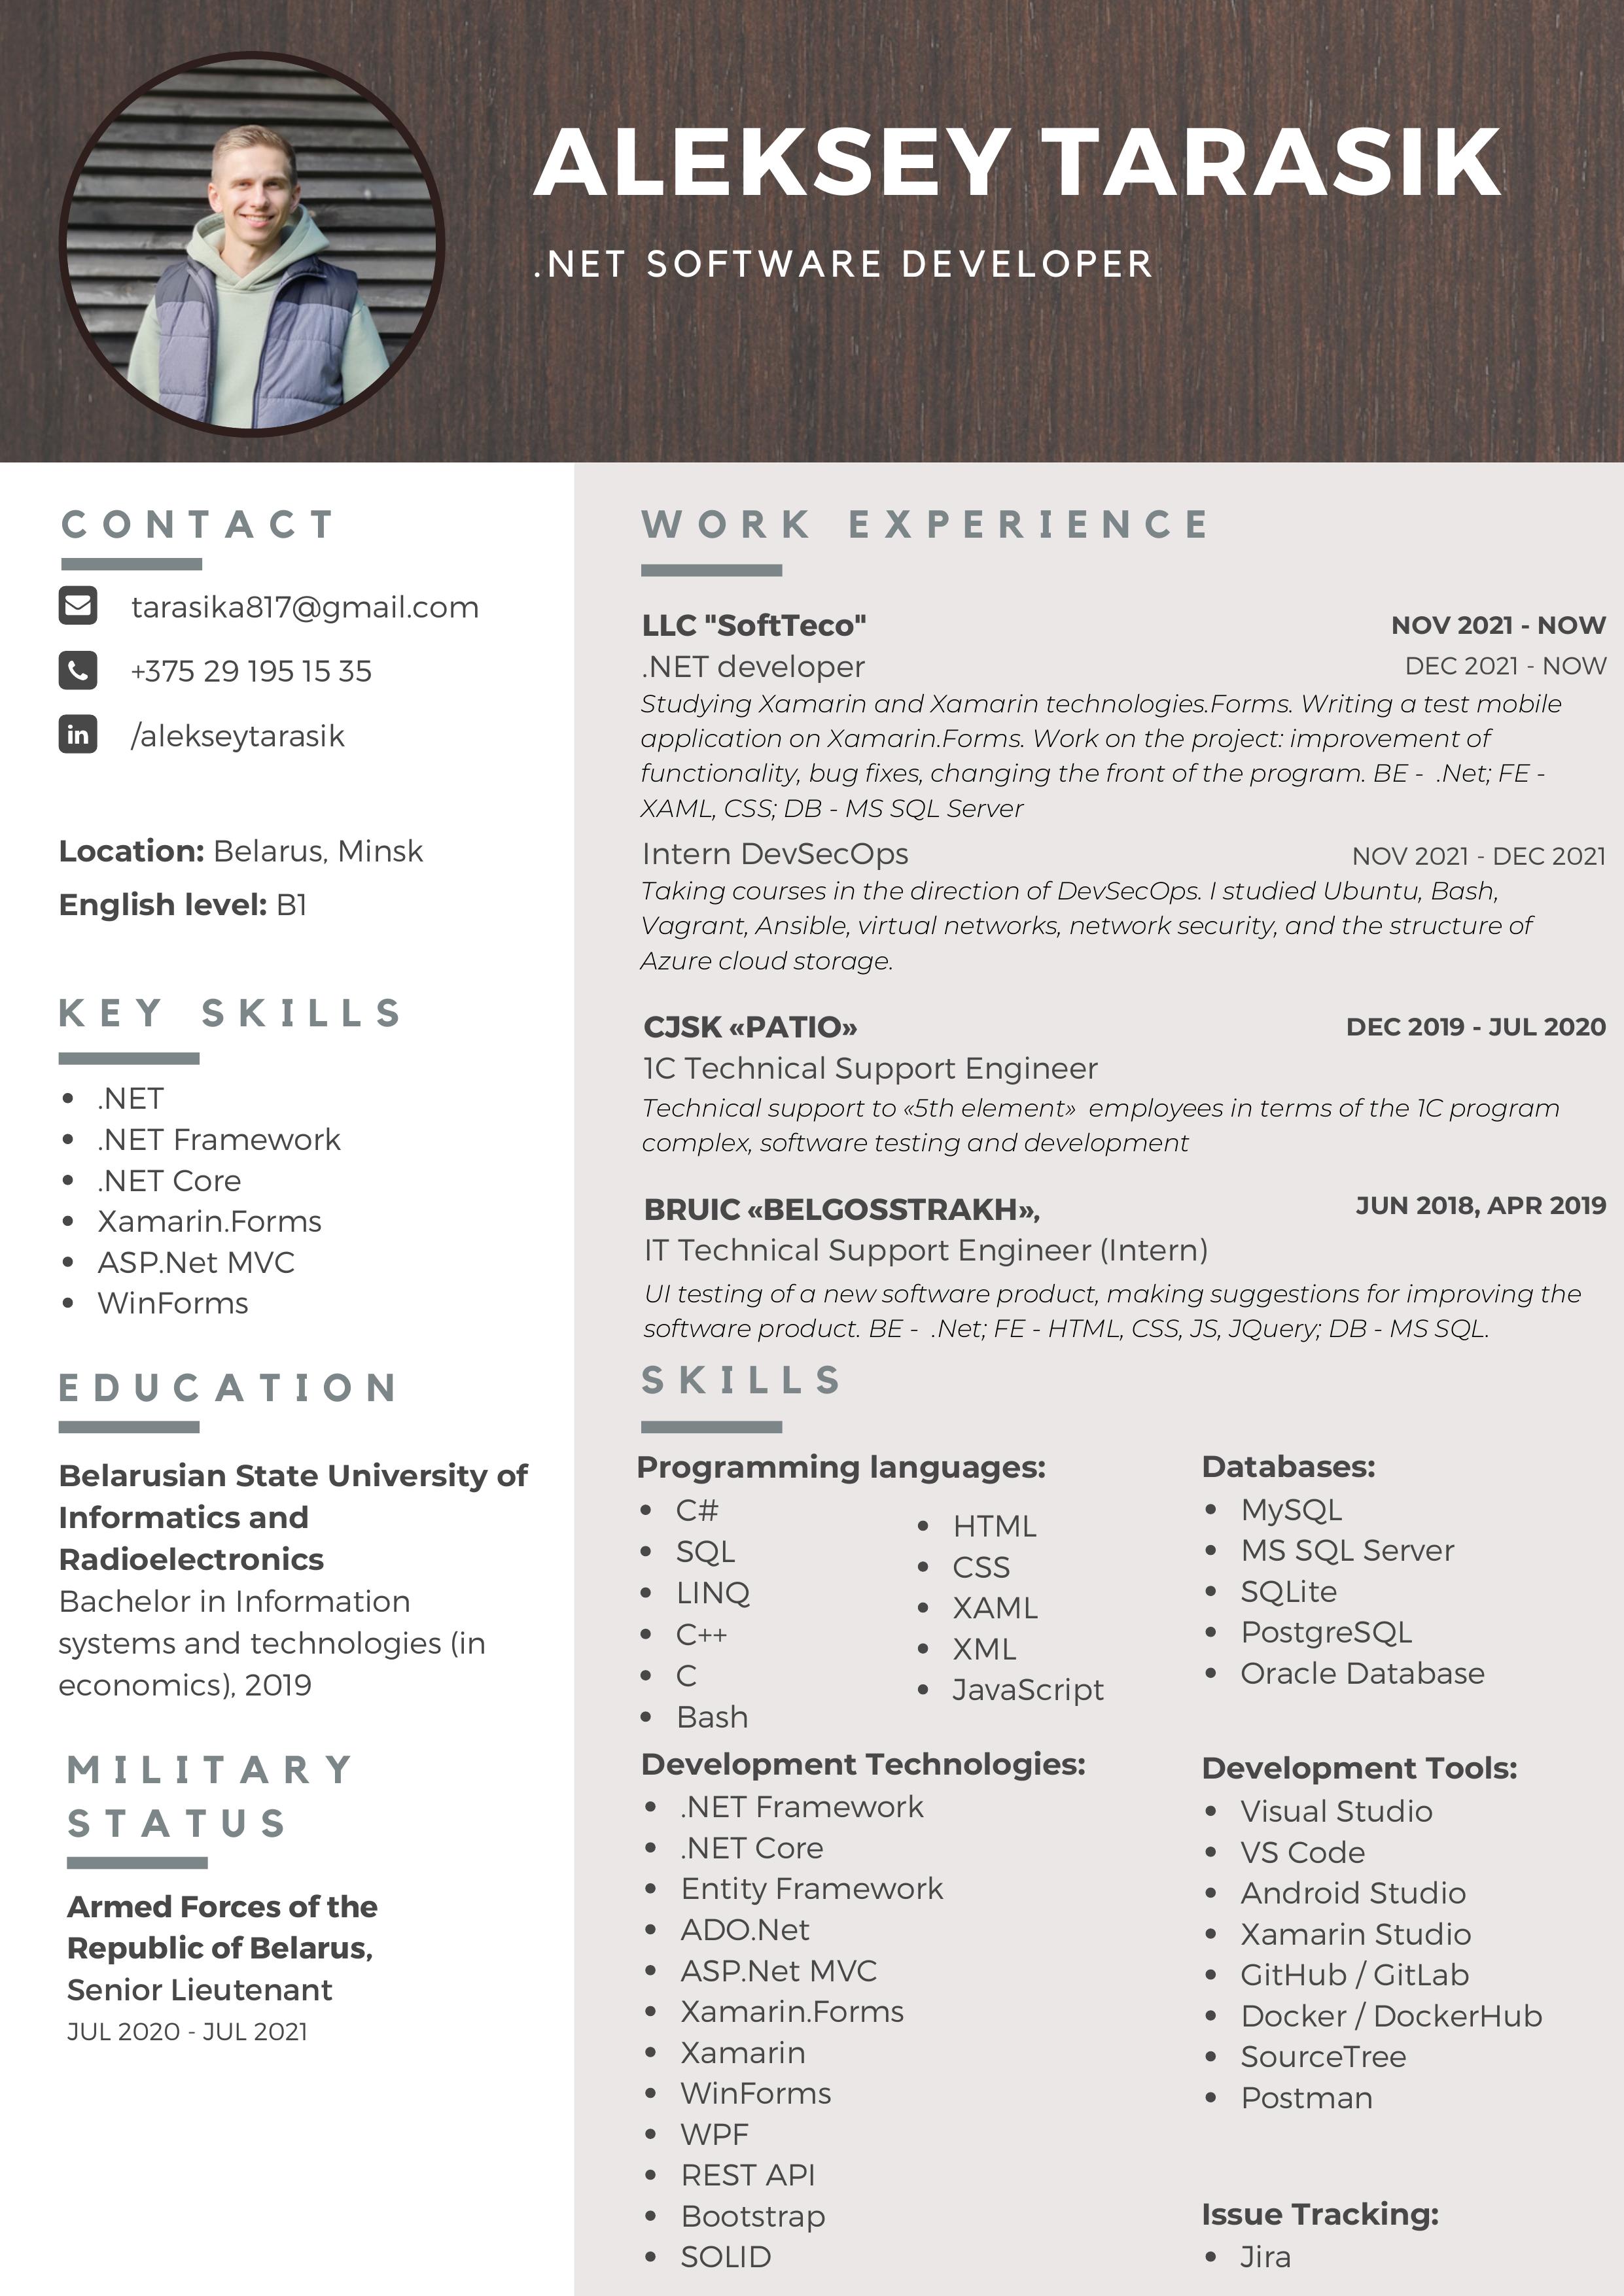 ALEKSEY TARASIK
.NET SOFTWARE DEVELOPER
CONTACT
tarasika817@gmail.com
+375 29 195 15 35
/alekseytarasik
Location: Belarus, Minsk
English level: B1
KEY SKILLS
• .NET
• .NET Framework
• .NET Core
• Xamarin.Forms
• ASP.Net MVC
• WinForms
EDUCATION
Belarusian State University of
Informatics and
Radioelectronics
Bachelor in Information
systems and technologies (in
economics), 2019
MILITARY
STATUS
Armed Forces of the
Republic of Belarus,
Senior Lieutenant
JUL 2020 - JUL 2021
WORK EXPERIENCE
LLC "SoftTeco" NOV 2021 - NOW
.NET developer DEC 2021 - NOW
Studying Xamarin and Xamarin technologies.Forms. Writing a test mobile
application on Xamarin.Forms. Work on the project: improvement of
functionality, bug fixes, changing the front of the program. BE - .Net; FE -
XAML, CSS; DB - MS SQL Server
Intern DevSecOps NOV 2021 - DEC 2021
Taking courses in the direction of DevSecOps. I studied Ubuntu, Bash,
Vagrant, Ansible, virtual networks, network security, and the structure of
Azure cloud storage.
CJSK «PATIO» DEC 2019 - JUL 2020
1C Technical Support Engineer
Technical support to «5th element» employees in terms of the 1C program
complex, software testing and development
BRUIC «BELGOSSTRAKH», JUN 2018, APR 2019
IT Technical Support Engineer (Intern)
UI testing of a new software product, making suggestions for improving the
software product. BE - .Net; FE - HTML, CSS, JS, JQuery; DB - MS SQL.
SKILLS
Programming languages:
• C#
• SQL
• LINQ
• C++
• C
• Bash
• HTML
• CSS
• XAML
• XML
• JavaScript
Databases:
• MySQL
• MS SQL Server
• SQLite
• PostgreSQL
• Oracle Database
Development Technologies:
• .NET Framework
• .NET Core
• Entity Framework
• ADO.Net
• ASP.Net MVC
• Xamarin.Forms
• Xamarin
• WinForms
• WPF
• REST API
• Bootstrap
• SOLID
Development Tools:
• Visual Studio
• VS Code
• Android Studio
• Xamarin Studio
• GitHub / GitLab
• Docker / DockerHub
• SourceTree
• Postman
Issue Tracking:
• Jira